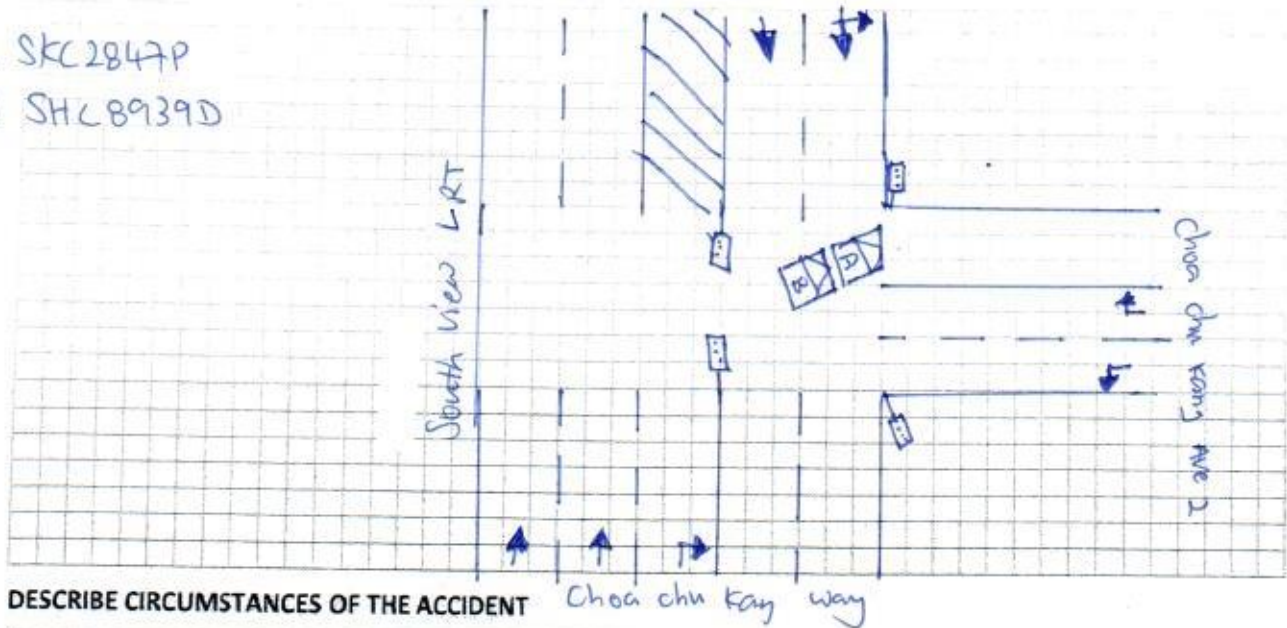 SKC2847P
SHC8939D
South View LRT
A
B
Choa chu Kang Ave 2
DESCRIBE CIRCUMSTANCES OF THE ACCIDENT
Choa chu Kay way